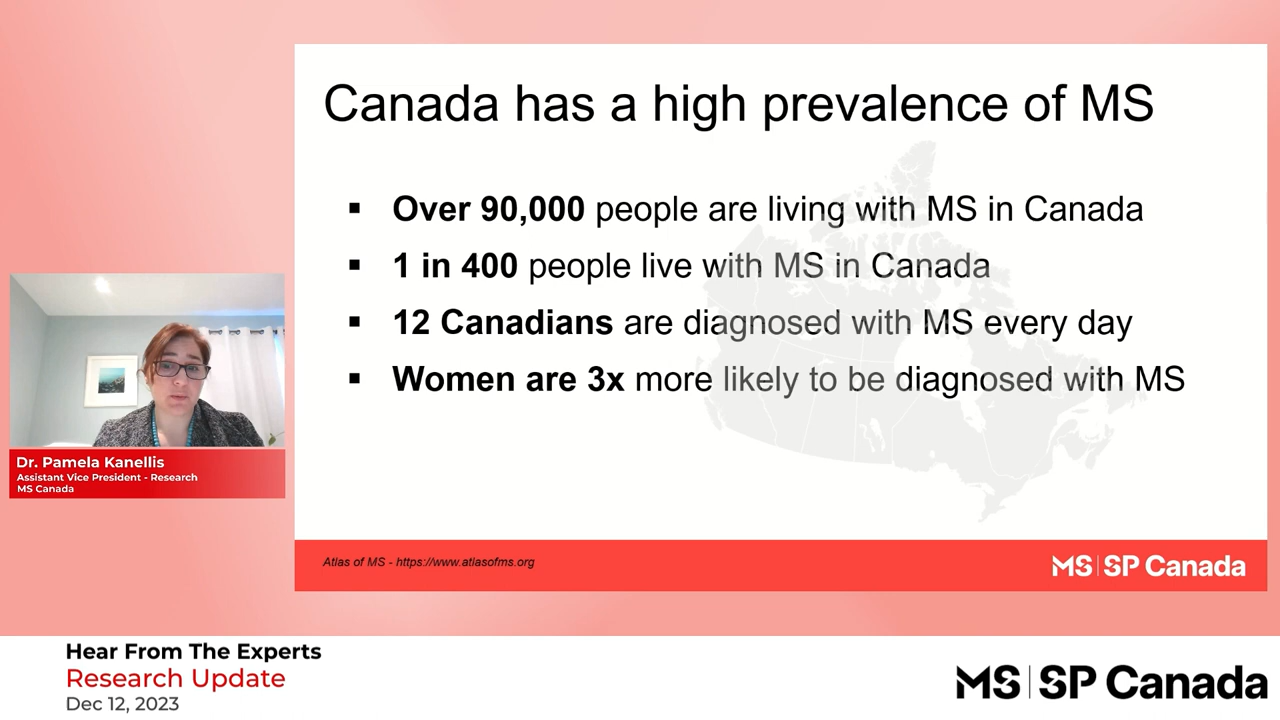 Canada has a high prevalence of MS
▪ Over 90,000 people are living with MS in Canada
▪ 1 in 400 people live with MS in Canada
▪ 12 Canadians are diagnosed with MS every day
▪ Women are 3x more likely to be diagnosed with MS
Dr. Pamela Kanellis
Assistant Vice President - Research
MS Canada
Atlas of MS - https://www.atlasofms.org
MS | SP Canada
Hear From The Experts
Research Update
Dec 12, 2023
MS | SP Canada